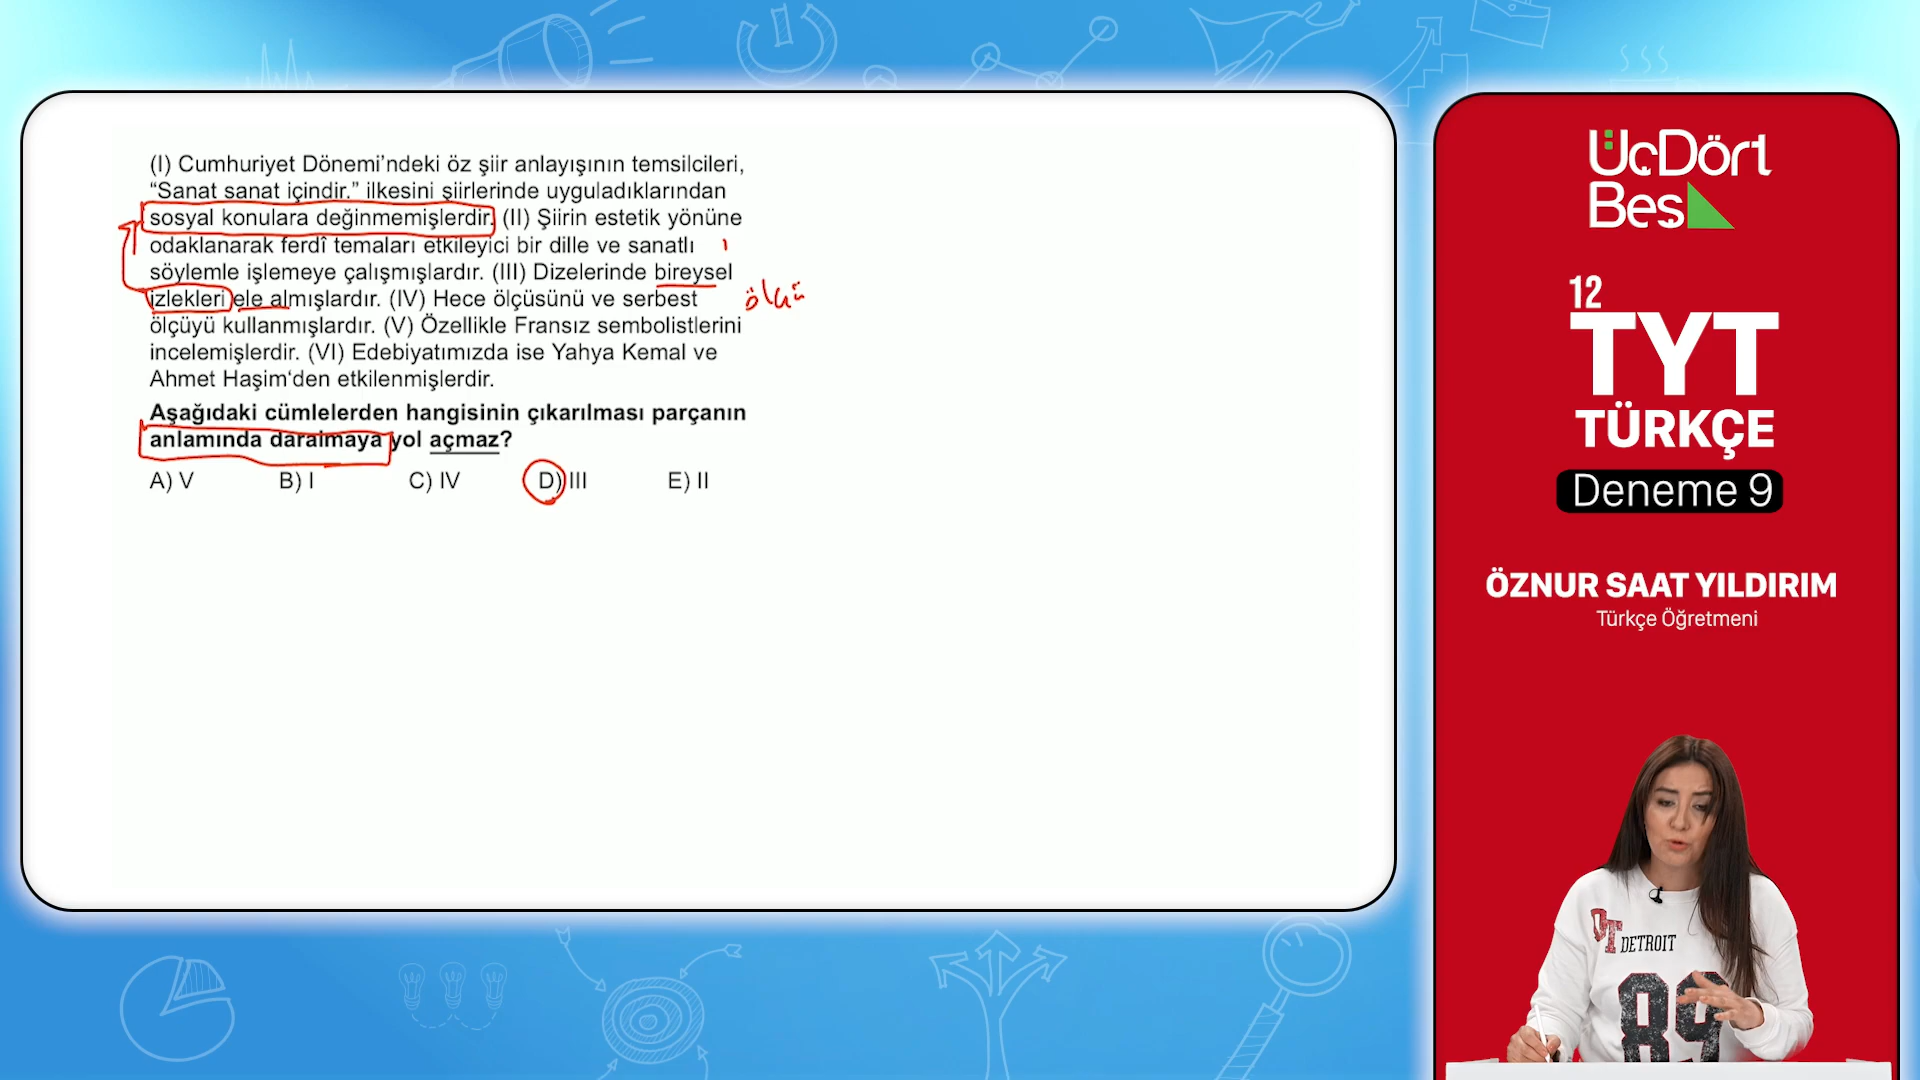 (I) Cumhuriyet Dönemi’ndeki öz şiir anlayışının temsilcileri,
“Sanat sanat içindir.” ilkesini şiirlerinde uyguladıklarından
sosyal konulara değinmemişlerdir. (II) Şiirin estetik yönüne
odaklanarak ferdî temaları etkileyici bir dille ve sanatlı
söylemle işlemeye çalışmışlardır. (III) Dizelerinde bireysel
izlekleri ele almışlardır. (IV) Hece ölçüsünü ve serbest
ölçü
ölçüyü kullanmışlardır. (V) Özellikle Fransız sembolistlerini
incelemişlerdir. (VI) Edebiyatımızda ise Yahya Kemal ve
Ahmet Haşim‘den etkilenmişlerdir.
Aşağıdaki cümlelerden hangisinin çıkarılması parçanın
anlamında daralmaya yol açmaz?
A) V B) I C) IV D) III E) II
ÜçDört
Beş
12
TYT
TÜRKÇE
Deneme 9
ÖZNUR SAAT YILDIRIM
Türkçe Öğretmeni
DT DETROIT
89